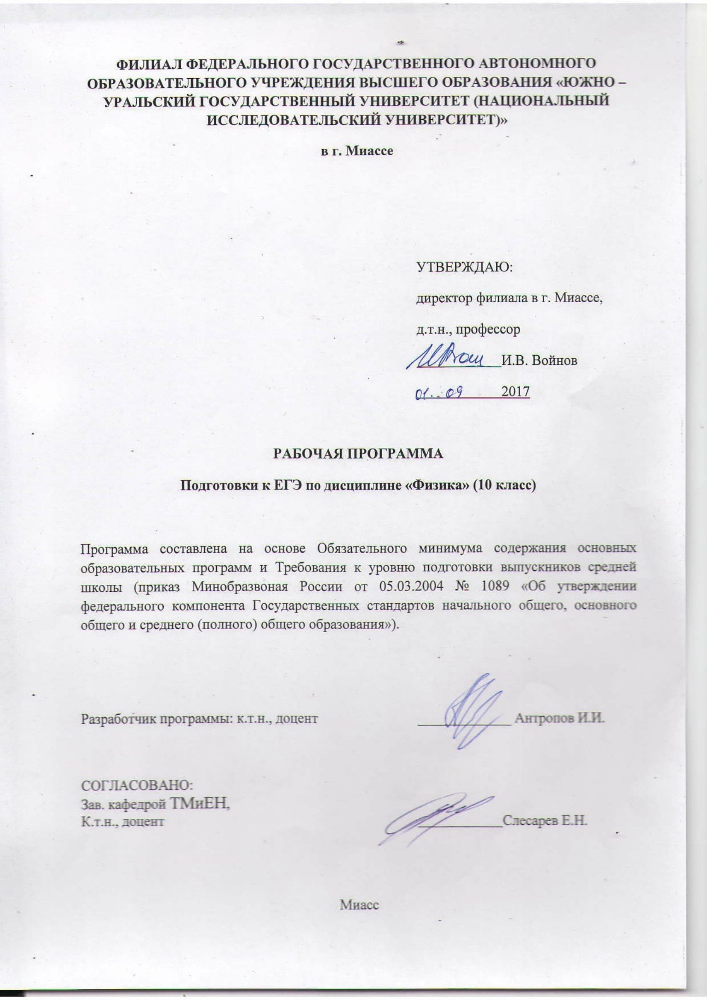 ФИЛИАЛ ФЕДЕРАЛЬНОГО ГОСУДАРСТВЕННОГО АВТОНОМНОГО
ОБРАЗОВАТЕЛЬНОГО УЧРЕЖДЕНИЯ ВЫСШЕГО ОБРАЗОВАНИЯ «ЮЖНО –
УРАЛЬСКИЙ ГОСУДАРСТВЕННЫЙ УНИВЕРСИТЕТ (НАЦИОНАЛЬНЫЙ
ИССЛЕДОВАТЕЛЬСКИЙ УНИВЕРСИТЕТ)»
в г. Миассе
УТВЕРЖДАЮ:
директор филиала в г. Миассе,
д.т.н., профессор
И.В. Войнов
01. 09 2017
РАБОЧАЯ ПРОГРАММА
Подготовки к ЕГЭ по дисциплине «Физика» (10 класс)
Программа составлена на основе Обязательного минимума содержания основных
образовательных программ и Требования к уровню подготовки выпускников средней
школы (приказ Минобразвоная России от 05.03.2004 № 1089 «Об утверждении
федерального компонента Государственных стандартов начального общего, основного
общего и среднего (полного) общего образования»).
Разработчик программы: к.т.н., доцент Антропов И.И.
СОГЛАСОВАНО:
Зав. кафедрой ТМиЕН,
К.т.н., доцент Слесарев Е.Н.
Миасс